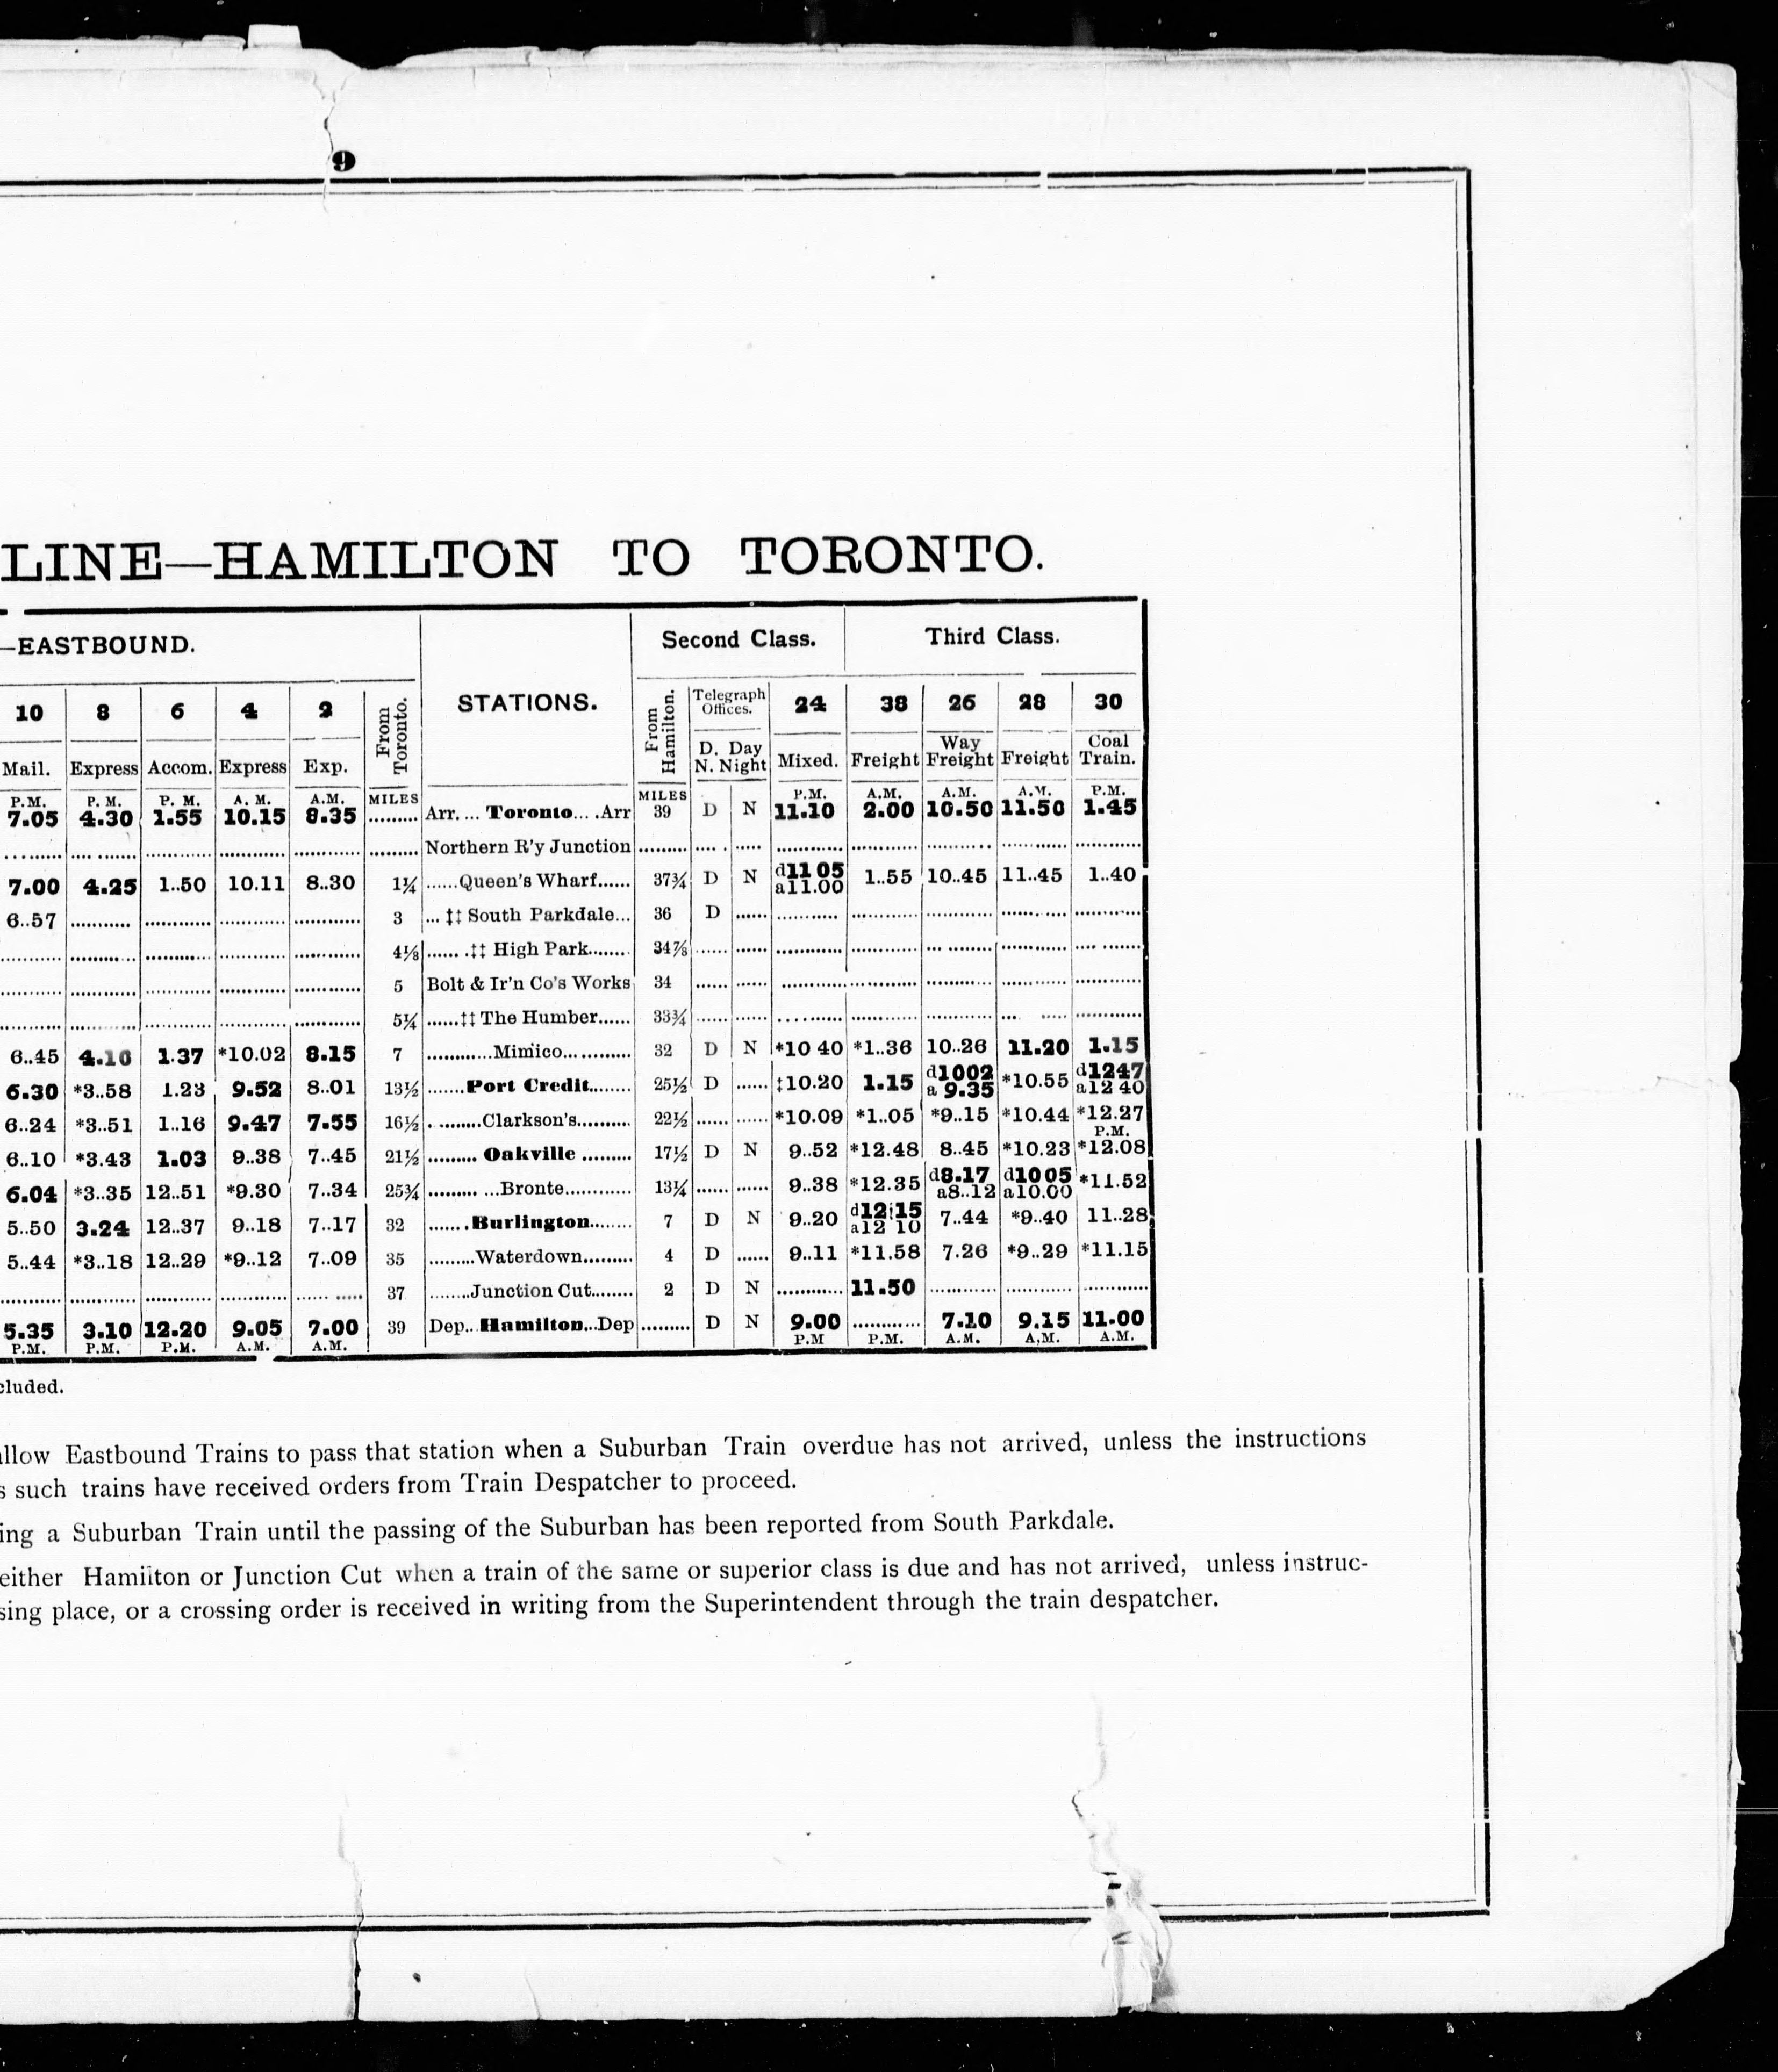 9
LINE—HAMILTON TO TORONTO.
—EASTBOUND. STATIONS. Second Class. Third Class.
10 8 6 4 2 From Toronto. From Hamilton. Telegraph Offices. 24 38 26 28 30
Mail. Express Accom. Express Exp. D. Day N. Night Mixed. Freight Way Freight Freight Coal Train.
P.M. P. M. P. M. A. M. A.M. MILES MILES P.M. A.M. A.M. A.M. P.M.
7.05 4.30 1.55 10.15 8.35 ......... Arr.... Toronto... .Arr 39 D N 11.10 2.00 10.50 11.50 1.45
......... ........... ............ ............ ............ ......... Northern R'y Junction ......... .... . ..... ............ ............ ............ ............ ............
7.00 4.25 1..50 10.11 8..30 1¼ ......Queen's Wharf...... 37¾ D N d11 05 a11.00 1..55 10..45 11..45 1..40
6..57 ........... ............ ............ ............ 3 ... ‡‡ South Parkdale... 36 D ...... ........... ............ ............ ............ ............
............ ............ ............ ............ ............ 4⅛ ...... .‡‡ High Park....... 34⅞ ...... ...... ............ ............ ... ........ ............ .... .......
............ ............ ............ ............ ............ 5 Bolt & Ir'n Co's Works 34 ...... ...... ............ ............ ............ ............ ............
............ ............ ............ ............ ............ 5¼ ......‡‡ The Humber...... 33¾ ...... ...... ............ ............ ............ ... ..... ............
6..45 4.10 1.37 *10.02 8.15 7 ............Mimico............. 32 D N *10 40 *1..36 10..26 11.20 1.15
6.30 *3..58 1.23 9.52 8..01 13½ .......Port Credit........ 25½ D ...... ‡10.20 1.15 d1002 a 9.35 *10.55 d1247 a12 40
6..24 *3..51 1..16 9.47 7.55 16½ . ........Clarkson's.......... 22½ ...... ...... *10.09 *1..05 *9..15 *10.44 *12.27 P.M.
6..10 *3.43 1.03 9..38 7..45 21½ ......... Oakville ......... 17½ D N 9..52 *12.48 8..45 *10.23 *12.08
6.04 *3..35 12..51 *9.30 7..34 25¾ ......... ...Bronte............ 13¼ ...... ...... 9..38 *12.35 d8.17 a8..12 d10 05 a10.00 *11.52
5..50 3.24 12..37 9..18 7..17 32 .......Burlington........ 7 D N 9..20 d12.15 a12 10 7..44 *9..40 11..28
5..44 *3..18 12..29 *9..12 7..09 35 .........Waterdown......... 4 D ...... 9..11 *11.58 7.26 *9..29 *11.15
............ ............ ............ ............ ...... ..... 37 ........Junction Cut........ 2 D N ............ 11.50 ............ ............ ............
5.35 3.10 12.20 9.05 7.00 39 Dep...Hamilton...Dep ......... D N 9.00 ............ 7.10 9.15 11.00
P.M. P.M. P.M. A.M. A.M. P.M P.M. A.M. A.M. A.M.
cluded.
llow Eastbound Trains to pass that station when a Suburban Train overdue has not arrived, unless the instructions
s such trains have received orders from Train Despatcher to proceed.
ing a Suburban Train until the passing of the Suburban has been reported from South Parkdale.
either Hamilton or Junction Cut when a train of the same or superior class is due and has not arrived, unless instruc-
sing place, or a crossing order is received in writing from the Superintendent through the train despatcher.